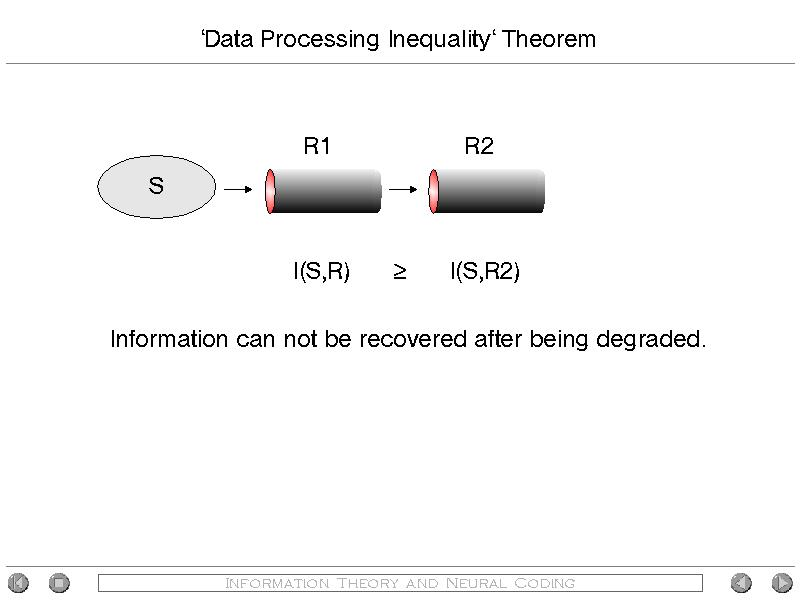 ‘Data Processing Inequality‘ Theorem
R1 R2
S
I(S,R) ≥ I(S,R2)
Information can not be recovered after being degraded.
Information Theory and Neural Coding